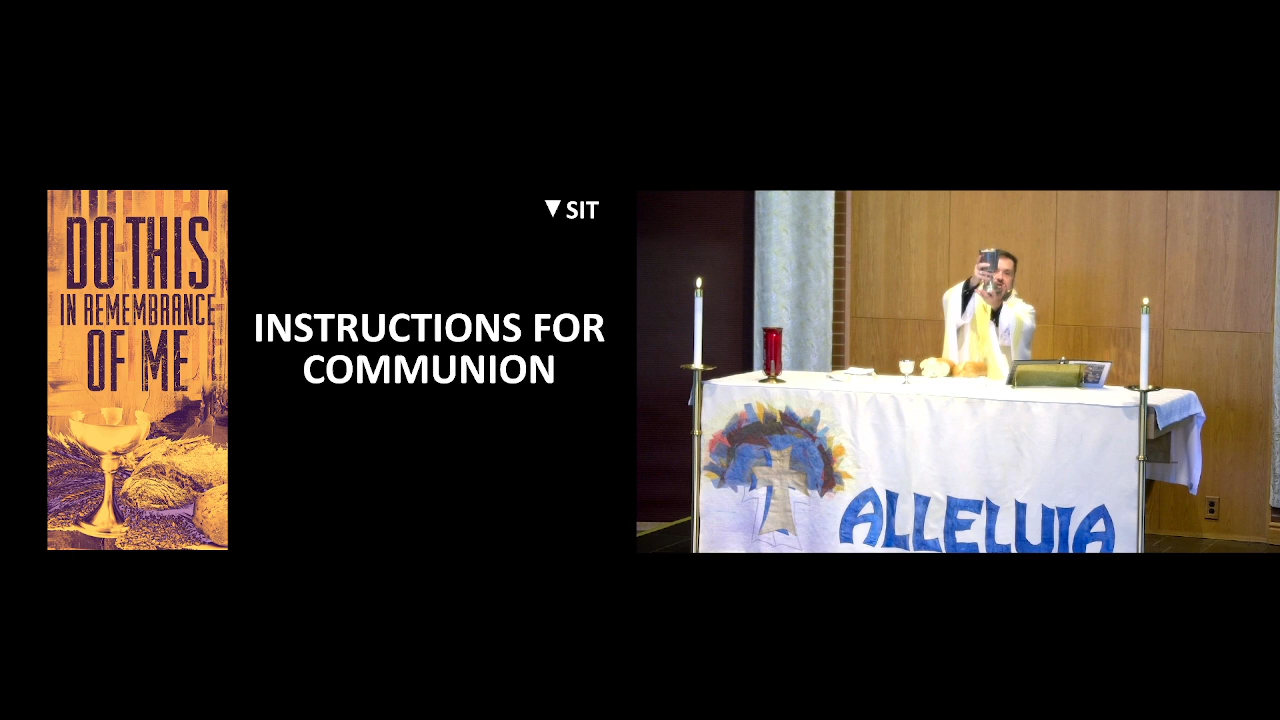 DO THIS
IN REMEMBRANCE
OF ME
▼SIT
INSTRUCTIONS FOR
COMMUNION
ALLELUIA